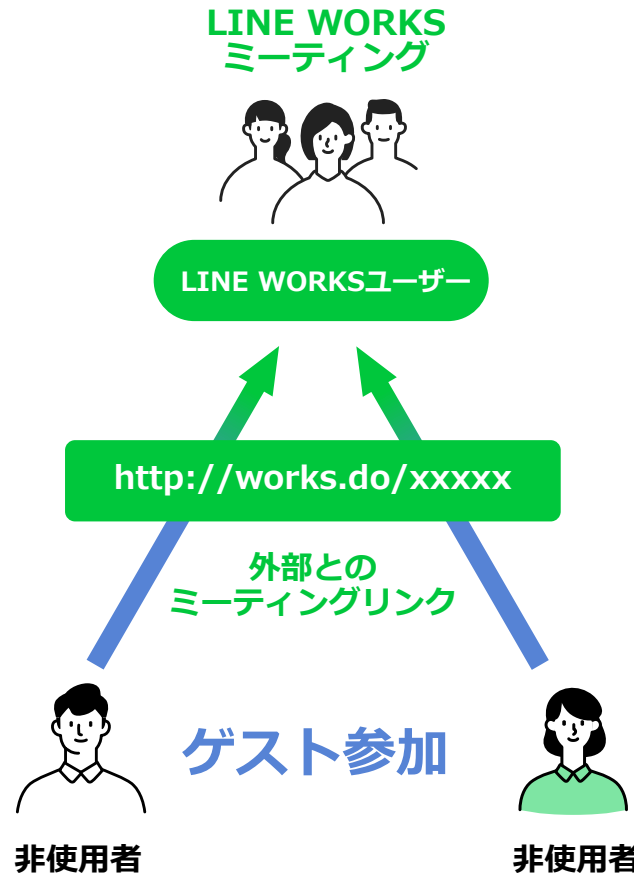 LINE WORKS
ミーティング
LINE WORKSユーザー
http://works.do/xxxxx
外部との
ミーティングリンク
ゲスト参加
非使用者
非使用者